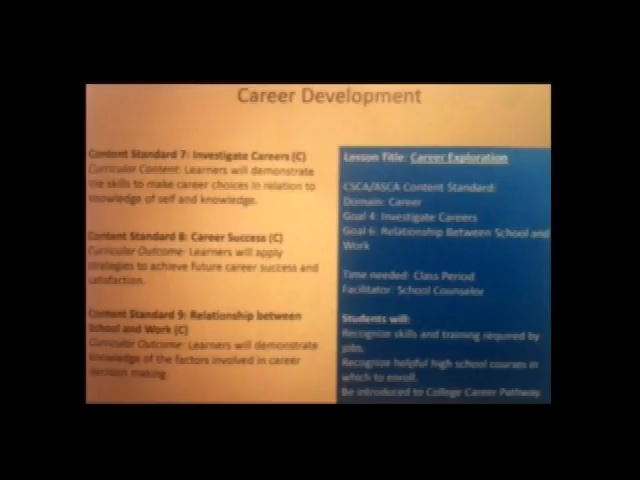 Career Development
Content Standard 7: Investigate Careers (C)
Curricular Content: Learners will demonstrate
the skills to make career choices in relation to
knowledge of self and knowledge.
Content Standard 8: Career Success (C)
Curricular Outcome: Learners will apply
strategies to achieve future career success and
satisfaction.
Content Standard 9: Relationship between
School and Work (C)
Curricular Outcome: Learners will demonstrate
knowledge of the factors involved in career
decision making
Lesson Title: Career Exploration
CSCA/ASCA Content Standard:
Domain: Career
Goal 4: Investigate Careers
Goal 6: Relationship Between School and
Work
Time needed: Class Period
Facilitator: School Counselor
Students will:
Recognize skills and training required by
jobs.
Recognize helpful high school courses in
which to enroll.
Be introduced to College Career Pathway.